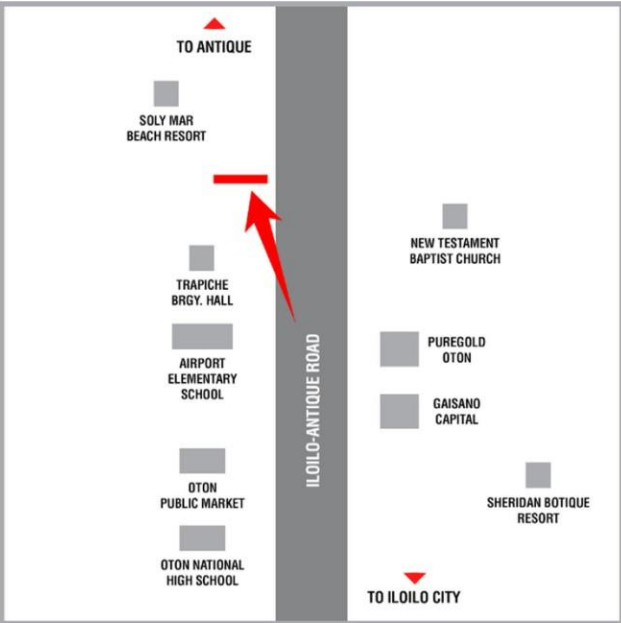 TO ANTIQUE
SOLY MAR
BEACH RESORT
NEW TESTAMENT
BAPTIST CHURCH
TRAPICHE
BRGY. HALL
AIRPORT
ELEMENTARY
SCHOOL
ILOILO-ANTIQUE ROAD
PUREGOLD
OTON
GAISANO
CAPITAL
OTON
PUBLIC MARKET
SHERIDAN BOTIQUE
RESORT
OTON NATIONAL
HIGH SCHOOL
TO ILOILO CITY